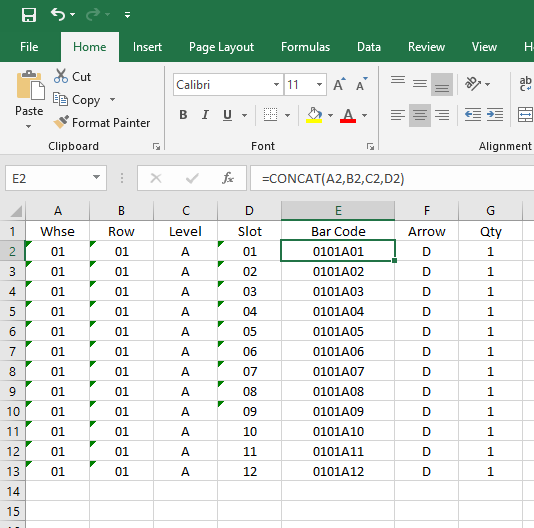 File Home Insert Page Layout Formulas Data Review View H
Paste
Cut
Copy
Format Painter
Clipboard
Calibri 11 A A
B I U A
Font
ab
Alignment
E2 fx =CONCAT(A2,B2,C2,D2)
A B C D E F G
1 Whse Row Level Slot Bar Code Arrow Qty
2 01 01 A 01 0101A01 D 1
3 01 01 A 02 0101A02 D 1
4 01 01 A 03 0101A03 D 1
5 01 01 A 04 0101A04 D 1
6 01 01 A 05 0101A05 D 1
7 01 01 A 06 0101A06 D 1
8 01 01 A 07 0101A07 D 1
9 01 01 A 08 0101A08 D 1
10 01 01 A 09 0101A09 D 1
11 01 01 A 10 0101A10 D 1
12 01 01 A 11 0101A11 D 1
13 01 01 A 12 0101A12 D 1
14
15